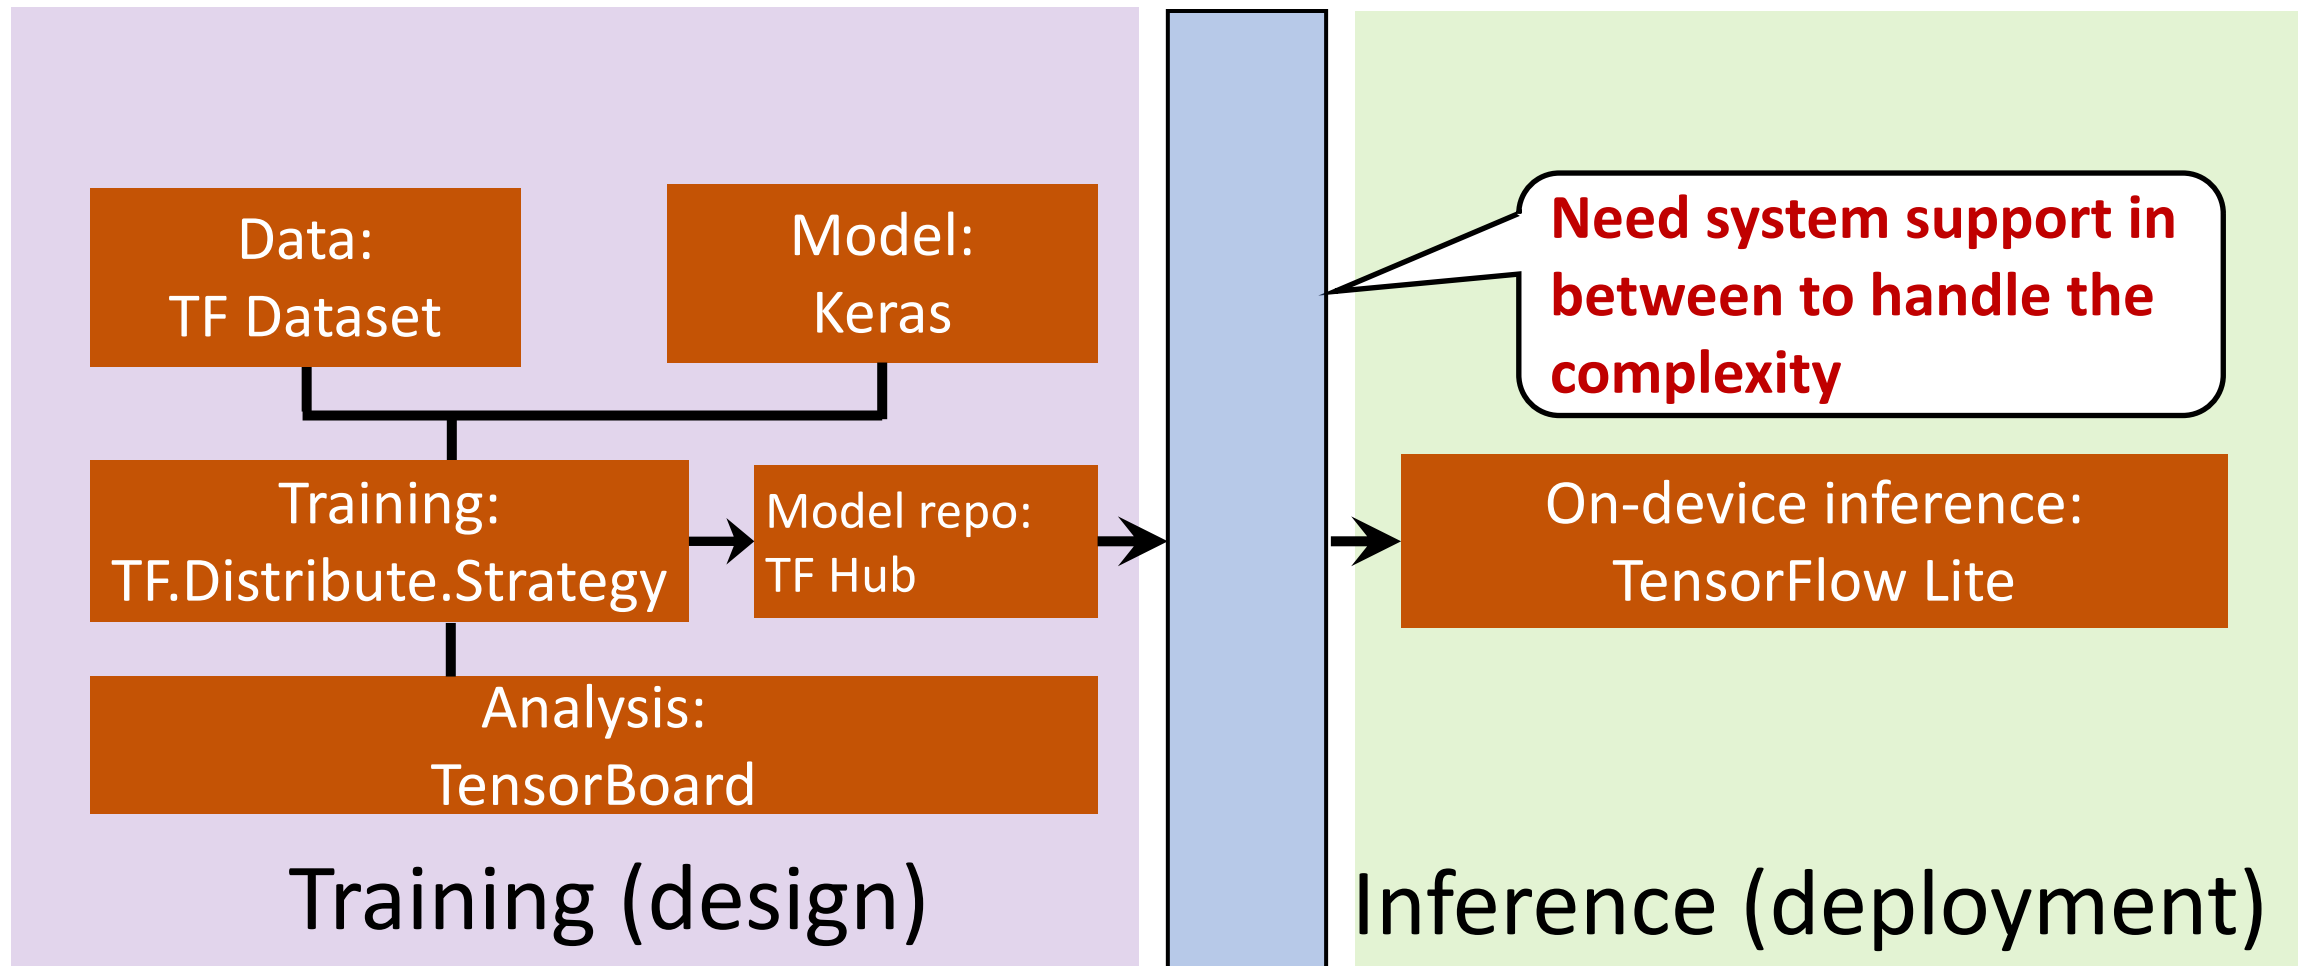 Data:
TF Dataset
Model:
Keras
Need system support in
between to handle the
complexity
Training:
TF.Distribute.Strategy
Model repo:
TF Hub
On-device inference:
TensorFlow Lite
Analysis:
TensorBoard
Training (design)
Inference (deployment)